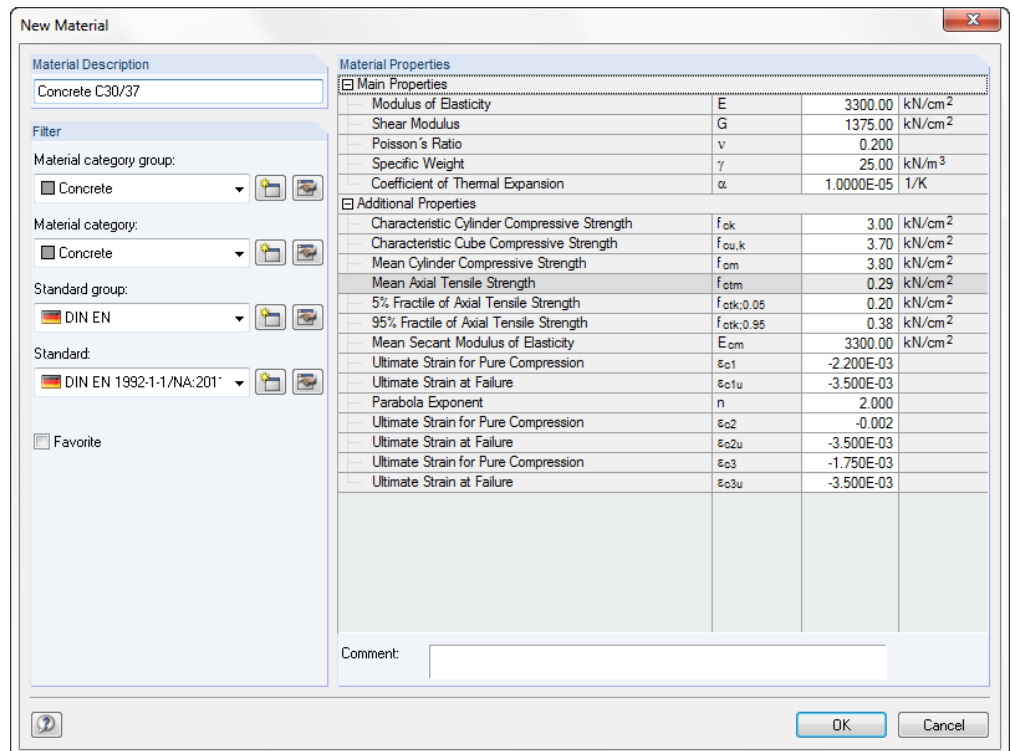 New Material
Material Description
Concrete C30/37
Filter
Material category group:
Concrete
Material category:
Concrete
Standard group:
DIN EN
Standard:
DIN EN 1992-1-1/NA:201
Favorite
Material Properties
Main Properties
Modulus of Elasticity E 3300.00 kN/cm2
Shear Modulus G 1375.00 kN/cm2
Poisson´s Ratio ν 0.200
Specific Weight γ 25.00 kN/m3
Coefficient of Thermal Expansion α 1.0000E-05 1/K
Additional Properties
Characteristic Cylinder Compressive Strength fck 3.00 kN/cm2
Characteristic Cube Compressive Strength fcu,k 3.70 kN/cm2
Mean Cylinder Compressive Strength fcm 3.80 kN/cm2
Mean Axial Tensile Strength fctm 0.29 kN/cm2
5% Fractile of Axial Tensile Strength fctk;0.05 0.20 kN/cm2
95% Fractile of Axial Tensile Strength fctk;0.95 0.38 kN/cm2
Mean Secant Modulus of Elasticity Ecm 3300.00 kN/cm2
Ultimate Strain for Pure Compression εc1 -2.200E-03
Ultimate Strain at Failure εc1u -3.500E-03
Parabola Exponent n 2.000
Ultimate Strain for Pure Compression εc2 -0.002
Ultimate Strain at Failure εc2u -3.500E-03
Ultimate Strain for Pure Compression εc3 -1.750E-03
Ultimate Strain at Failure εc3u -3.500E-03
Comment:
OK Cancel